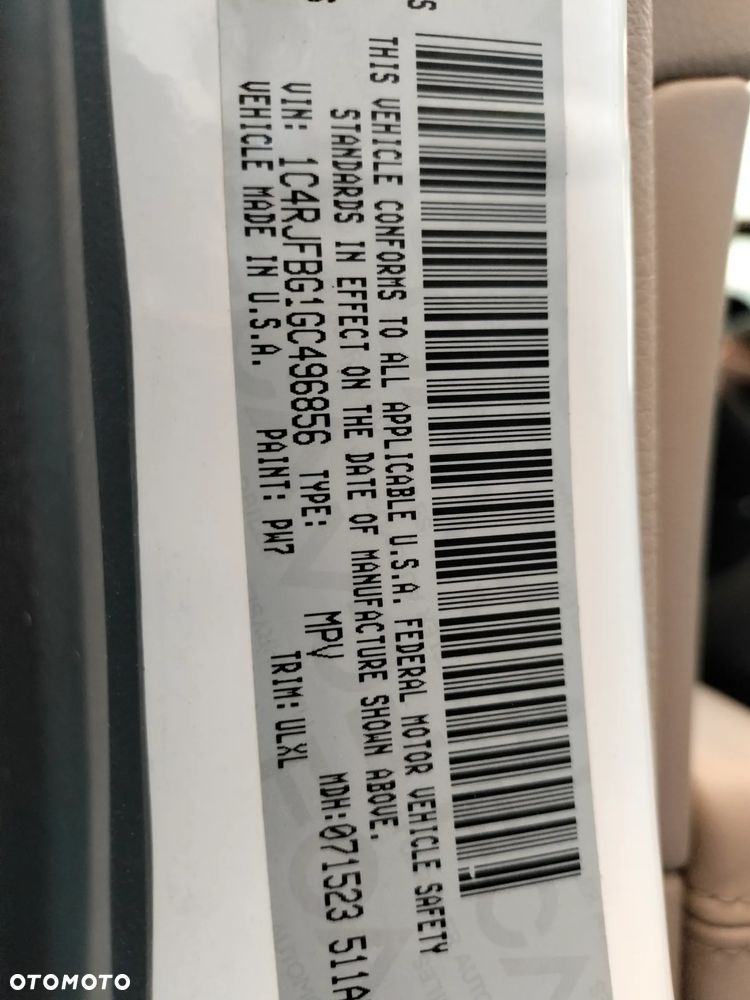 THIS VEHICLE CONFORMS TO ALL APPLICABLE U.S.A. FEDERAL MOTOR VEHICLE SAFETY
STANDARDS IN EFFECT ON THE DATE OF MANUFACTURE SHOWN ABOVE.
VIN: 1C4RJFBG1GC496856 TYPE: MPV MDH:071523 511A
VEHICLE MADE IN U.S.A. PAINT: PW7 TRIM:ULXL
OTOMOTO